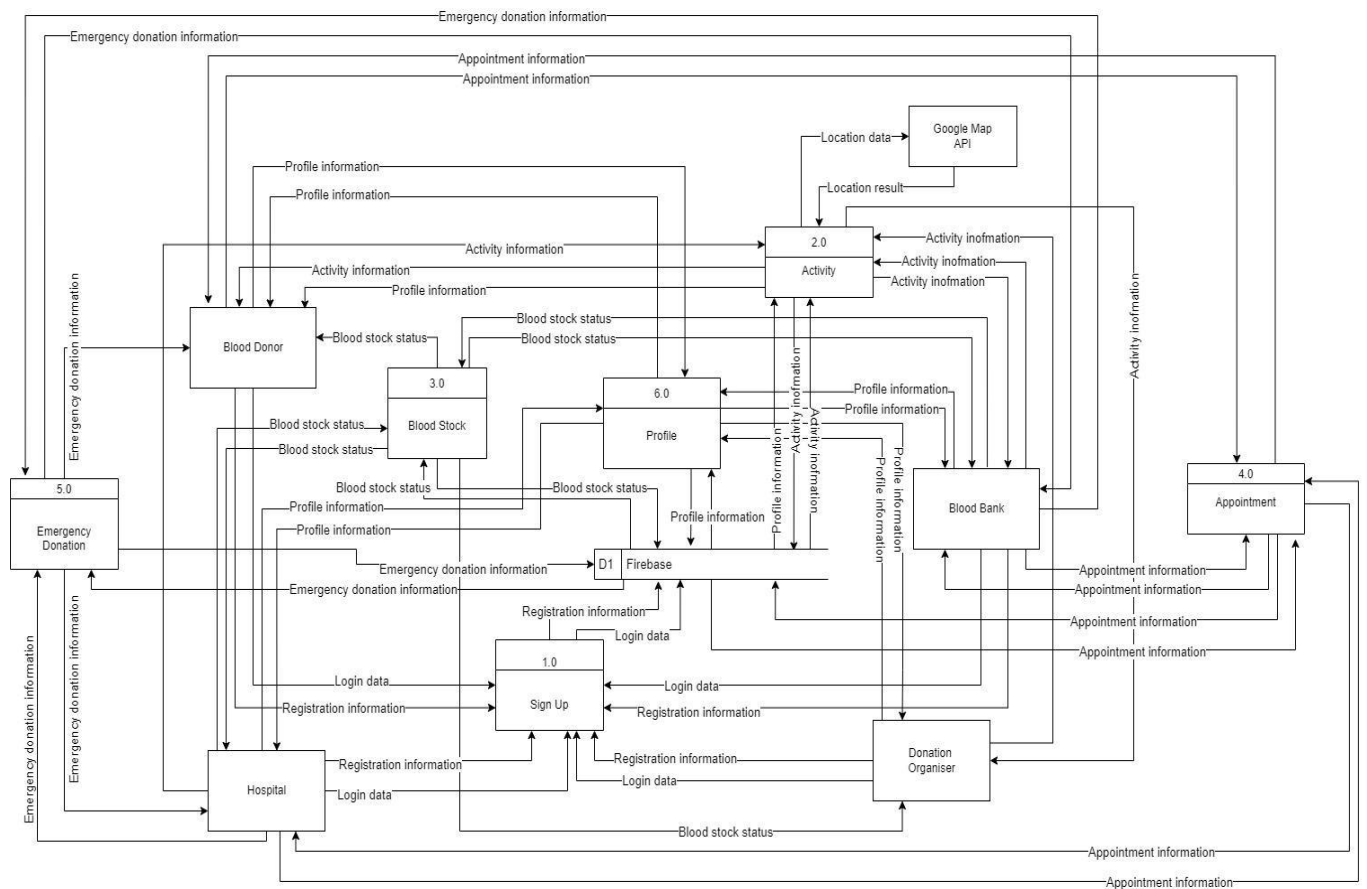 Emergency donation information
Emergency donation information
Appointment information
Appointment information
Google Map
API
Location data
Location result
Profile information
Profile information
2.0
Activity
Activity information
Activity information
Profile information
Activity inofmation
Activity inofmation
Activity inofmation
Activity inofmation
Emergency donation information
Blood Donor
Blood stock status
Blood stock status
Blood stock status
3.0
Blood Stock
6.0
Profile
Profile information
Profile information
Activity inofmation
Activity inofmation
Profile information
Profile information
Profile information
Blood stock status
Blood stock status
Blood stock status
Blood stock status
Profile information
Profile information
Profile information
5.0
Emergency
Donation
Blood Bank
4.0
Appointment
D1
Firebase
Emergency donation information
Emergency donation information
Appointment information
Appointment information
Appointment information
Appointment information
Registration information
Login data
1.0
Sign Up
Login data
Registration information
Login data
Registration information
Emergency donation information
Emergency donation information
Registration information
Login data
Registration information
Login data
Hospital
Donation
Organiser
Blood stock status
Appointment information
Appointment information